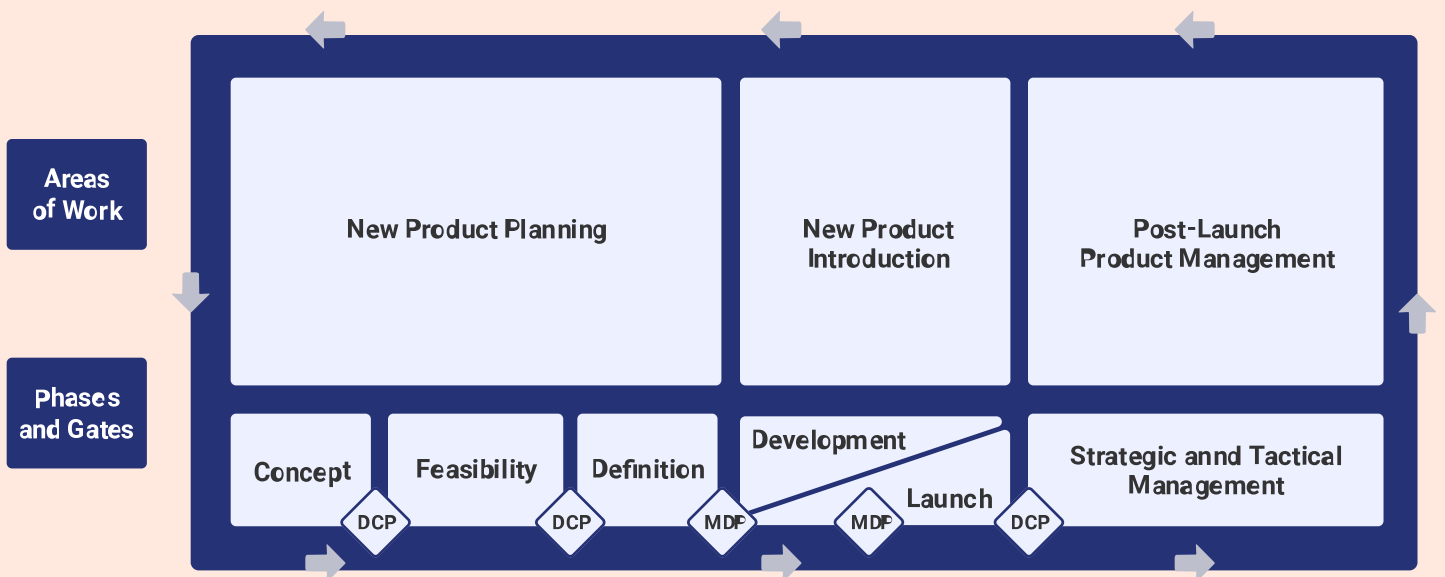 Areas
of Work
New Product Planning
New Product
Introduction
Post-Launch
Product Management
Phases
and Gates
Concept
Feasibility
Definition
Development
Launch
Strategic annd Tactical
Management
DCP
DCP
MDP
MDP
DCP